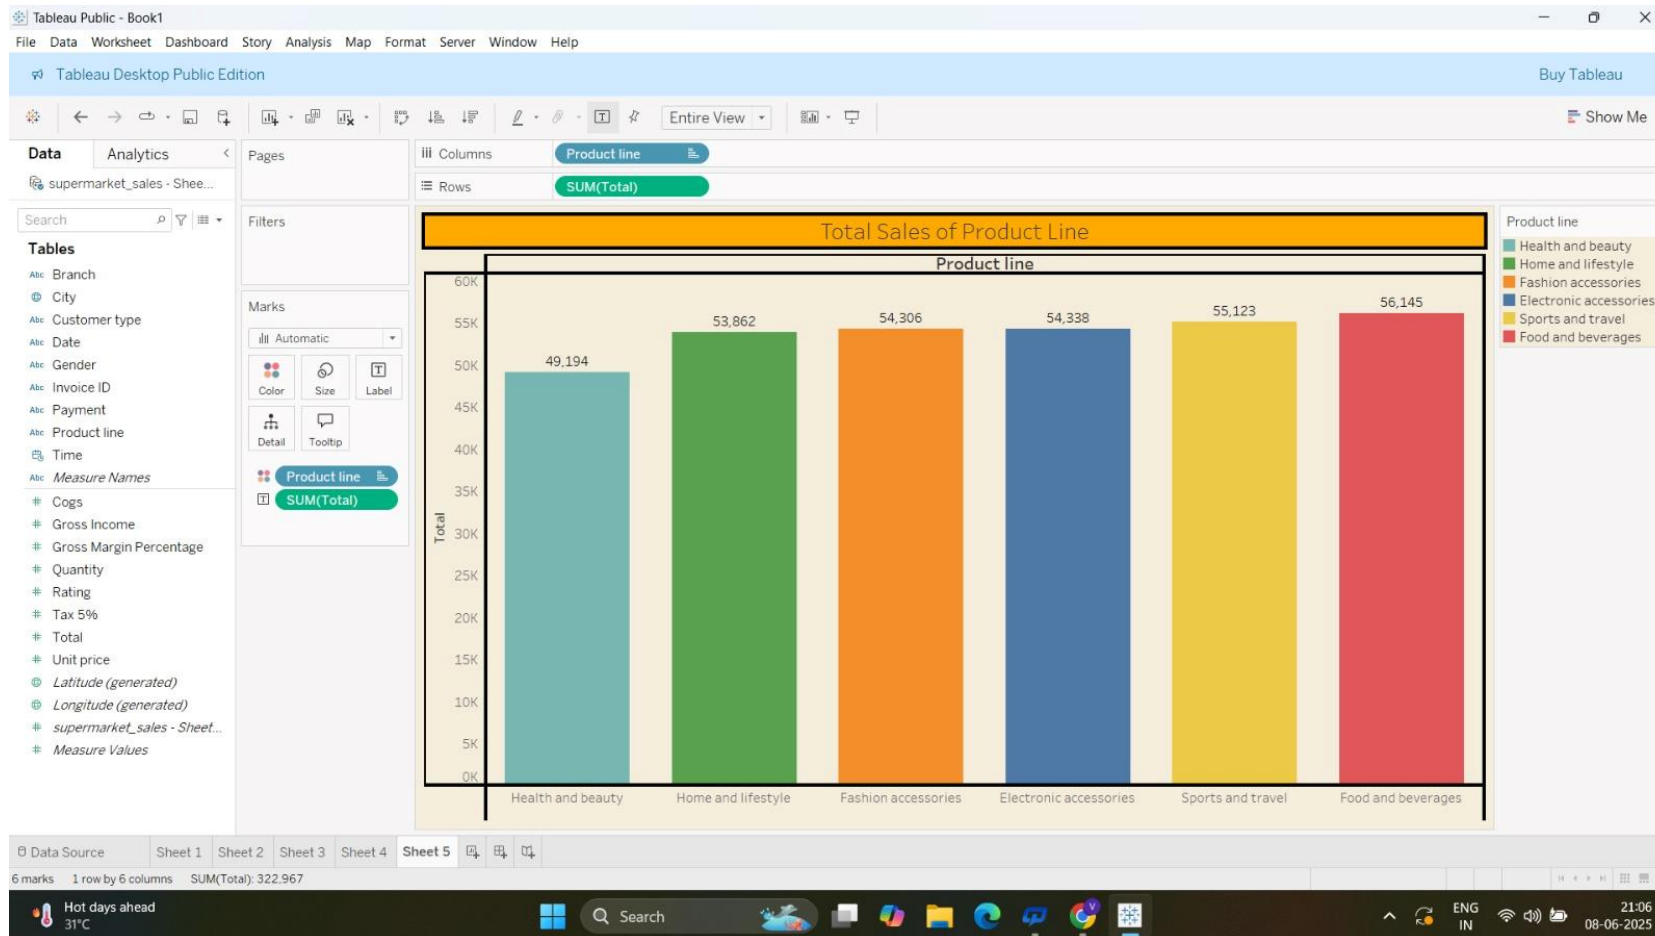 Tableau Public - Book1
File Data Worksheet Dashboard Story Analysis Map Format Server Window Help
Tableau Desktop Public Edition
Buy Tableau
Entire View
Show Me
Data Analytics
supermarket_sales - Shee...
Search
Tables
Abc Branch
City
Abc Customer type
Abc Date
Abc Gender
Abc Invoice ID
Abc Payment
Abc Product line
Time
Abc Measure Names
# Cogs
# Gross Income
# Gross Margin Percentage
# Quantity
# Rating
# Tax 5%
# Total
# Unit price
Latitude (generated)
Longitude (generated)
# supermarket_sales - Sheet...
# Measure Values
Pages
Filters
Marks
Automatic
Color Size Label
Detail Tooltip
Product line
SUM(Total)
Columns Product line
Rows SUM(Total)
Total Sales of Product Line
Product line
Total
60K
55K
50K
45K
40K
35K
30K
25K
20K
15K
10K
5K
0K
49,194
53,862
54,306
54,338
55,123
56,145
Health and beauty
Home and lifestyle
Fashion accessories
Electronic accessories
Sports and travel
Food and beverages
Product line
Health and beauty
Home and lifestyle
Fashion accessories
Electronic accessories
Sports and travel
Food and beverages
Data Source Sheet 1 Sheet 2 Sheet 3 Sheet 4 Sheet 5
6 marks 1 row by 6 columns SUM(Total): 322,967
Hot days ahead
31°C
Search
ENG
IN
21:06
08-06-2025